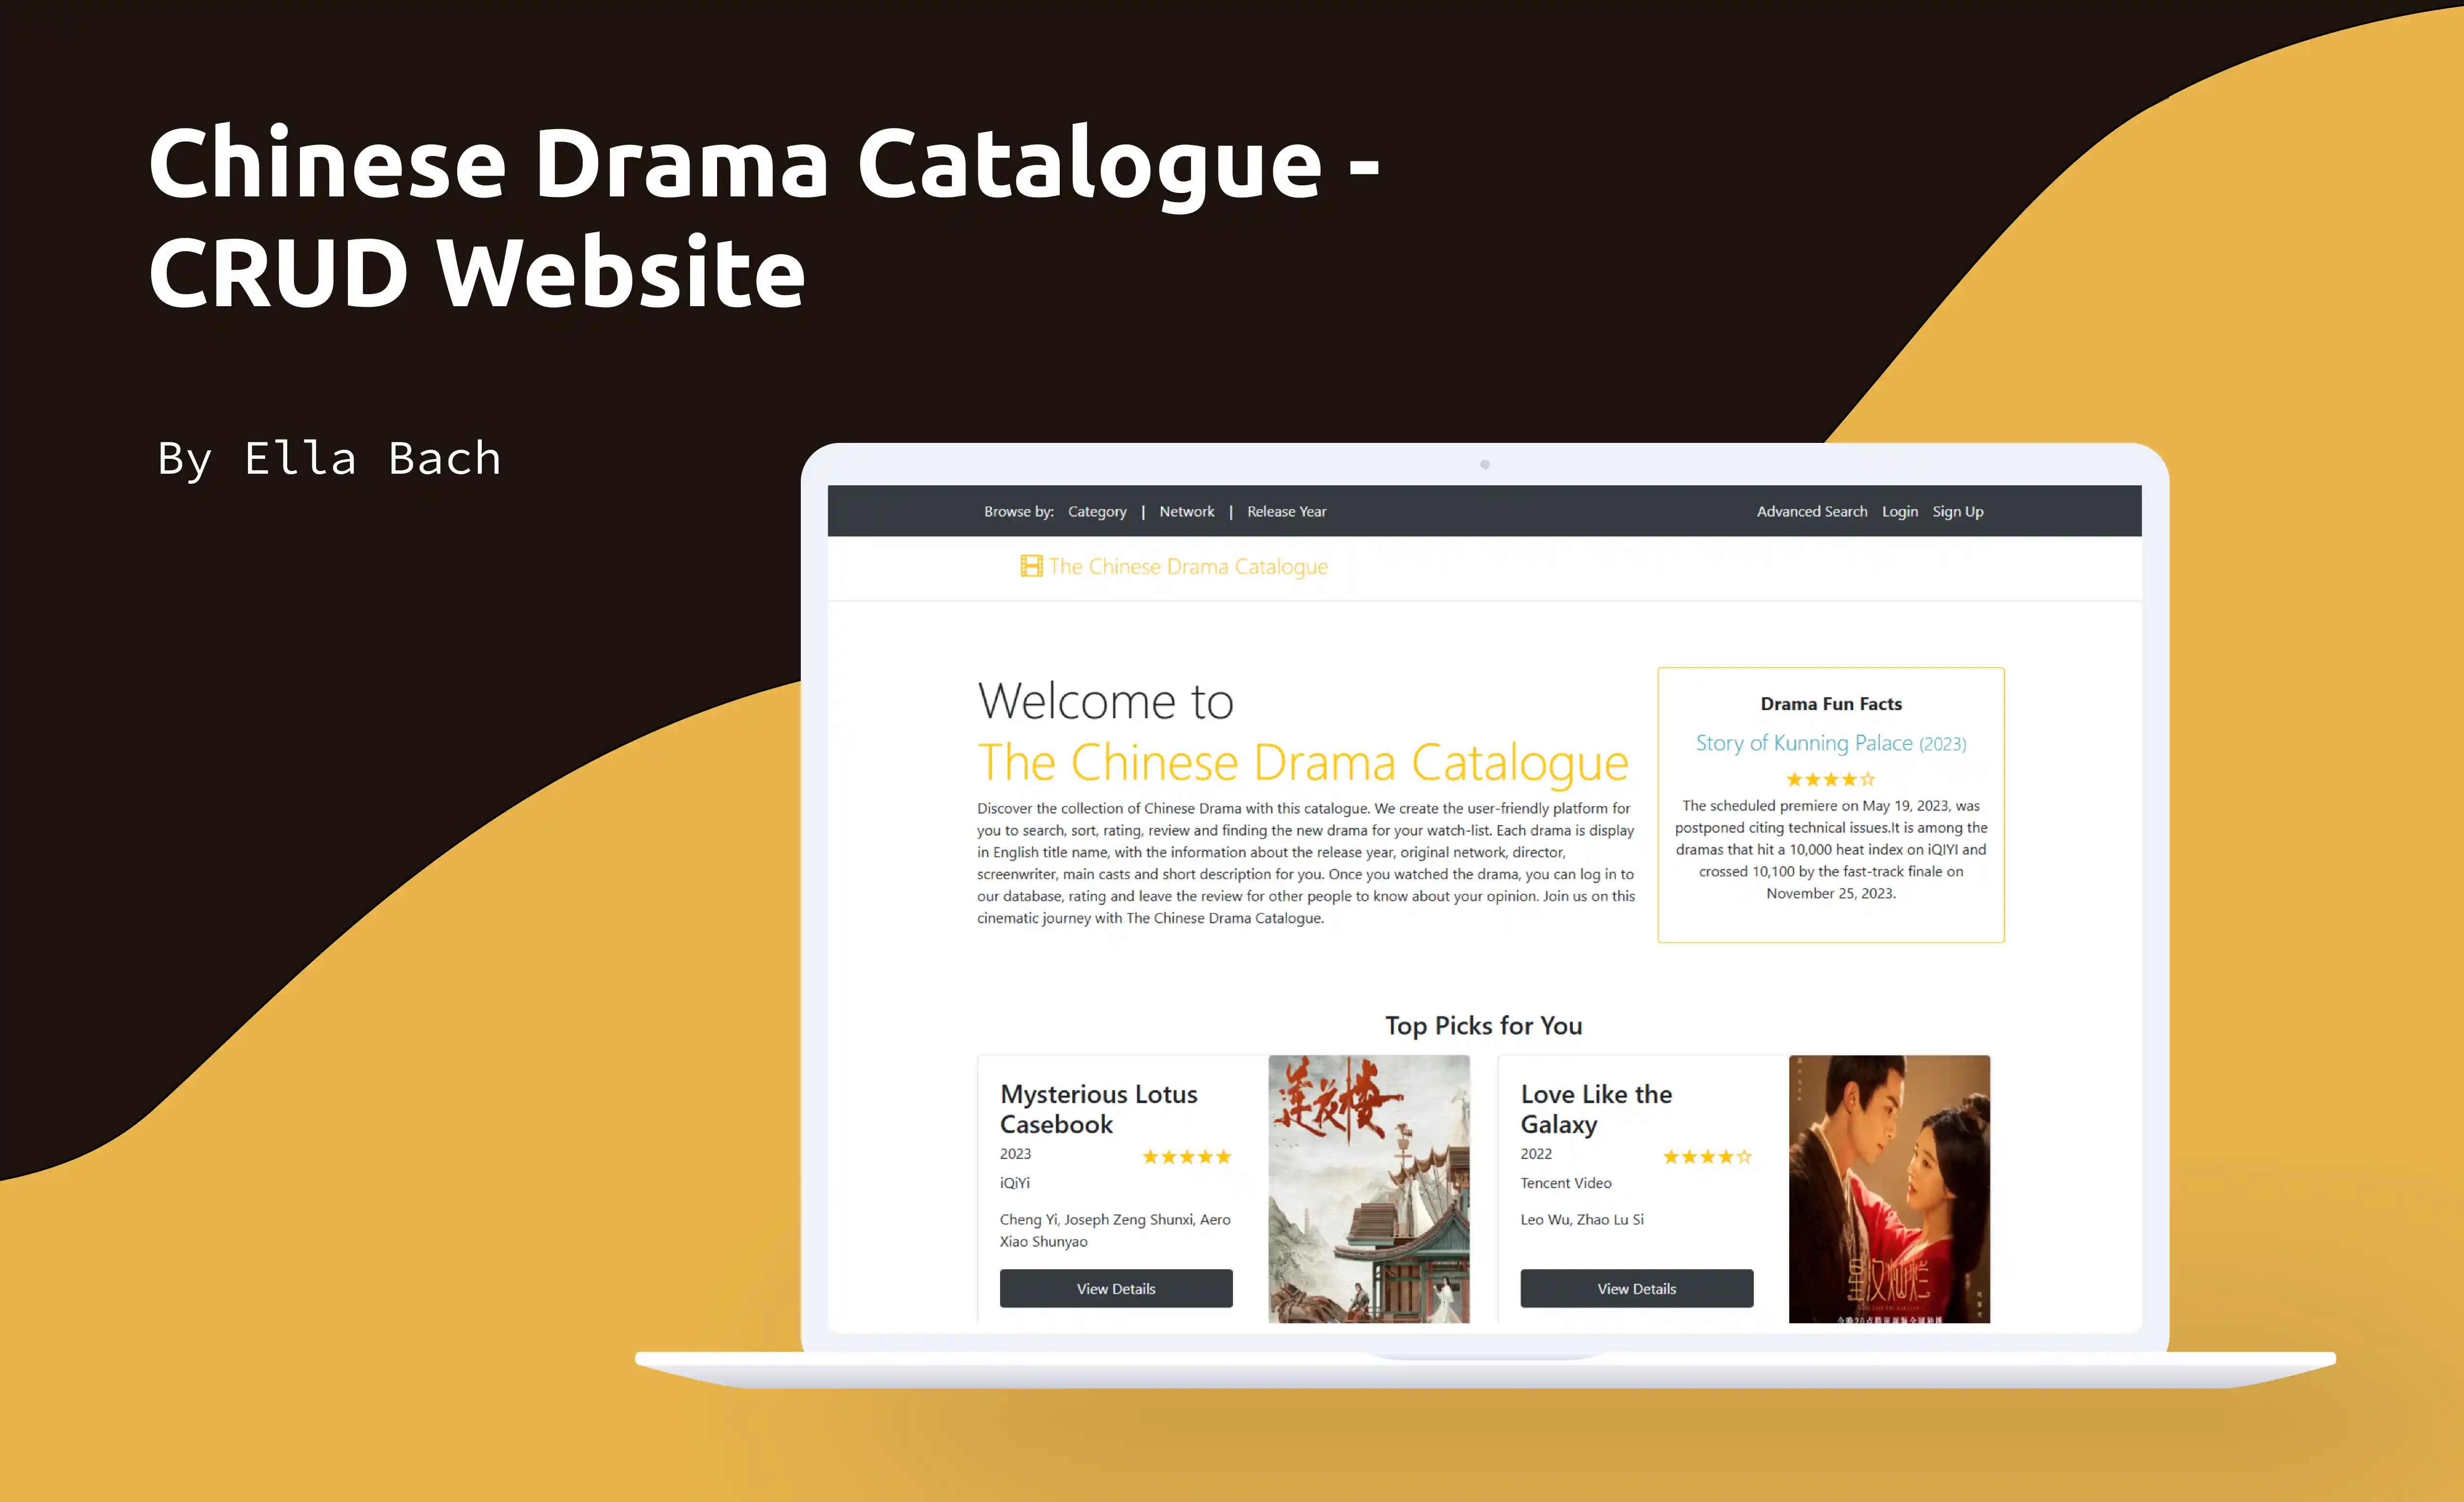 Chinese Drama Catalogue -
CRUD Website
By Ella Bach
Browse by: Category | Network | Release Year
Advanced Search Login Sign Up
The Chinese Drama Catalogue
Welcome to
The Chinese Drama Catalogue
Discover the collection of Chinese Drama with this catalogue. We create the user-friendly platform for
you to search, sort, rating, review and finding the new drama for your watch-list. Each drama is display
in English title name, with the information about the release year, original network, director,
screenwriter, main casts and short description for you. Once you watched the drama, you can log in to
our database, rating and leave the review for other people to know about your opinion. Join us on this
cinematic journey with The Chinese Drama Catalogue.
Drama Fun Facts
Story of Kunning Palace (2023)
★★★★☆
The scheduled premiere on May 19, 2023, was
postponed citing technical issues.It is among the
dramas that hit a 10,000 heat index on iQIYI and
crossed 10,100 by the fast-track finale on
November 25, 2023.
Top Picks for You
Mysterious Lotus
Casebook
2023 ★★★★★
iQiYi
Cheng Yi, Joseph Zeng Shunxi, Aero
Xiao Shunyao
View Details
莲花楼
Love Like the
Galaxy
2022 ★★★★☆
Tencent Video
Leo Wu, Zhao Lu Si
View Details
星汉灿烂